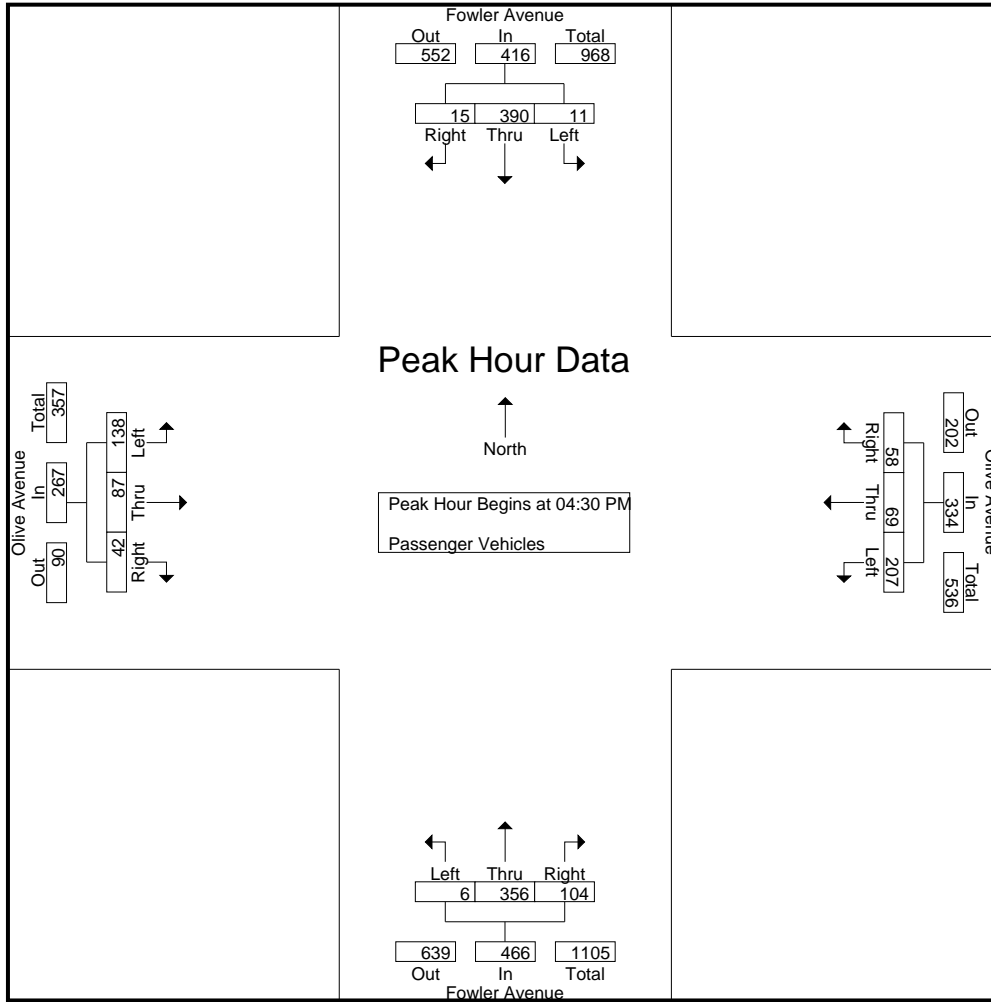 Fowler Avenue
Out In Total
552 416 968
15 390 11
Right Thru Left
Peak Hour Data
North
Peak Hour Begins at 04:30 PM
Passenger Vehicles
Olive Avenue
Total In Out
357 267 90
138 87 42
Left Thru Right
Right Thru Left
58 69 207
Out In Total
202 334 536
Olive Avenue
Left Thru Right
6 356 104
639 466 1105
Out In Total
Fowler Avenue